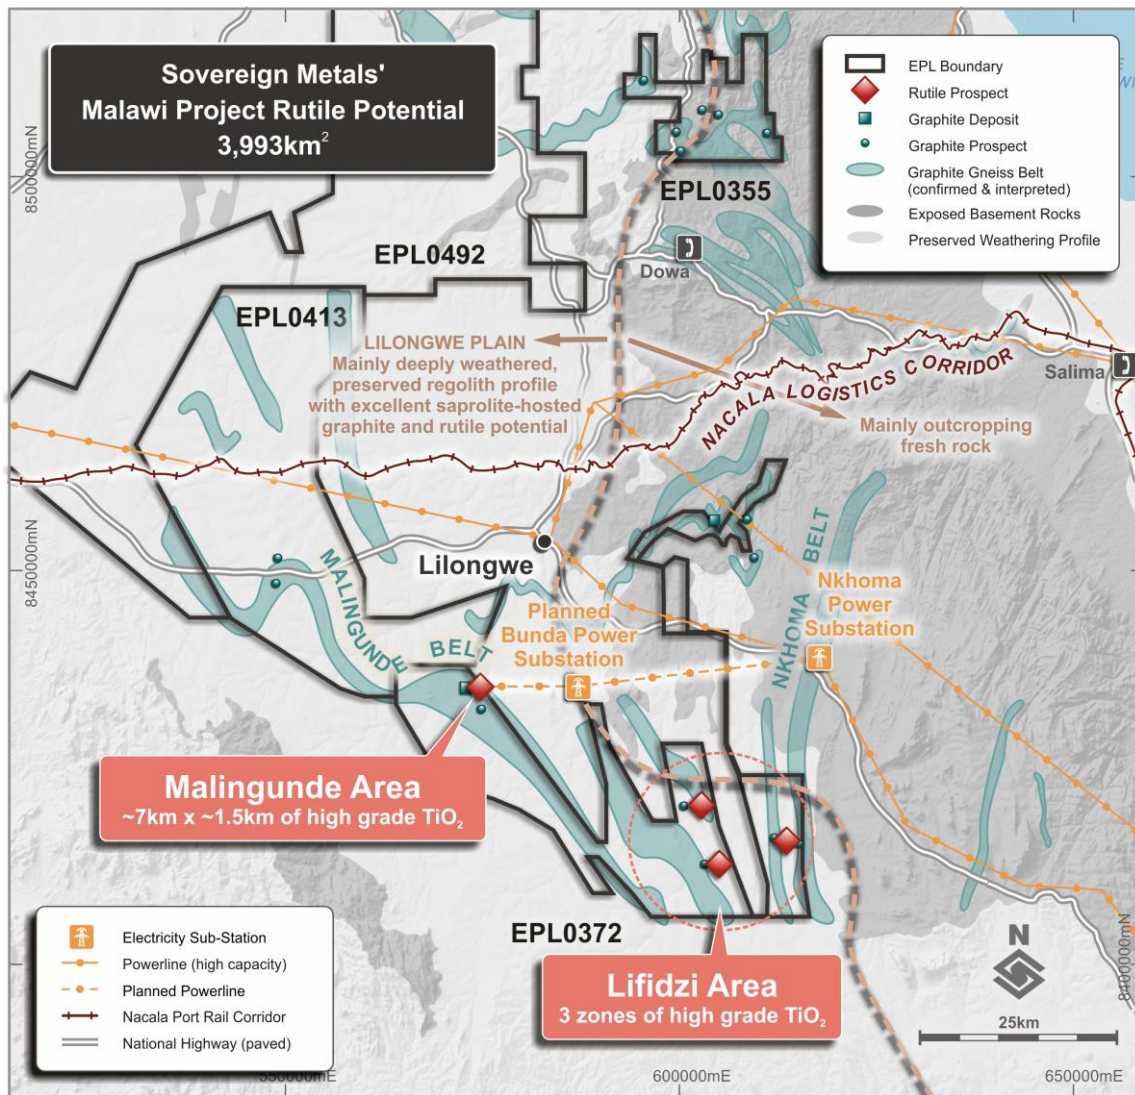 Sovereign Metals'
Malawi Project Rutile Potential
3,993km²
EPL Boundary
Rutile Prospect
Graphite Deposit
Graphite Prospect
Graphite Gneiss Belt
(confirmed & interpreted)
Exposed Basement Rocks
Preserved Weathering Profile
8500000mN
EPL0355
EPL0492
Dowa
EPL0413
LILONGWE PLAIN
Mainly deeply weathered,
preserved regolith profile
with excellent saprolite-hosted
graphite and rutile potential
NACALA LOGISTICS CORRIDOR
Salima
Mainly outcropping
fresh rock
8450000mN
Lilongwe
MALINGUNDE BELT
NKHOMA BELT
Planned
Bunda Power
Substation
Nkhoma
Power
Substation
Malingunde Area
~7km x ~1.5km of high grade TiO₂
EPL0372
Lifidzi Area
3 zones of high grade TiO₂
Electricity Sub-Station
Powerline (high capacity)
Planned Powerline
Nacala Port Rail Corridor
National Highway (paved)
N
25km
8400000mN
550000mE
600000mE
650000mE